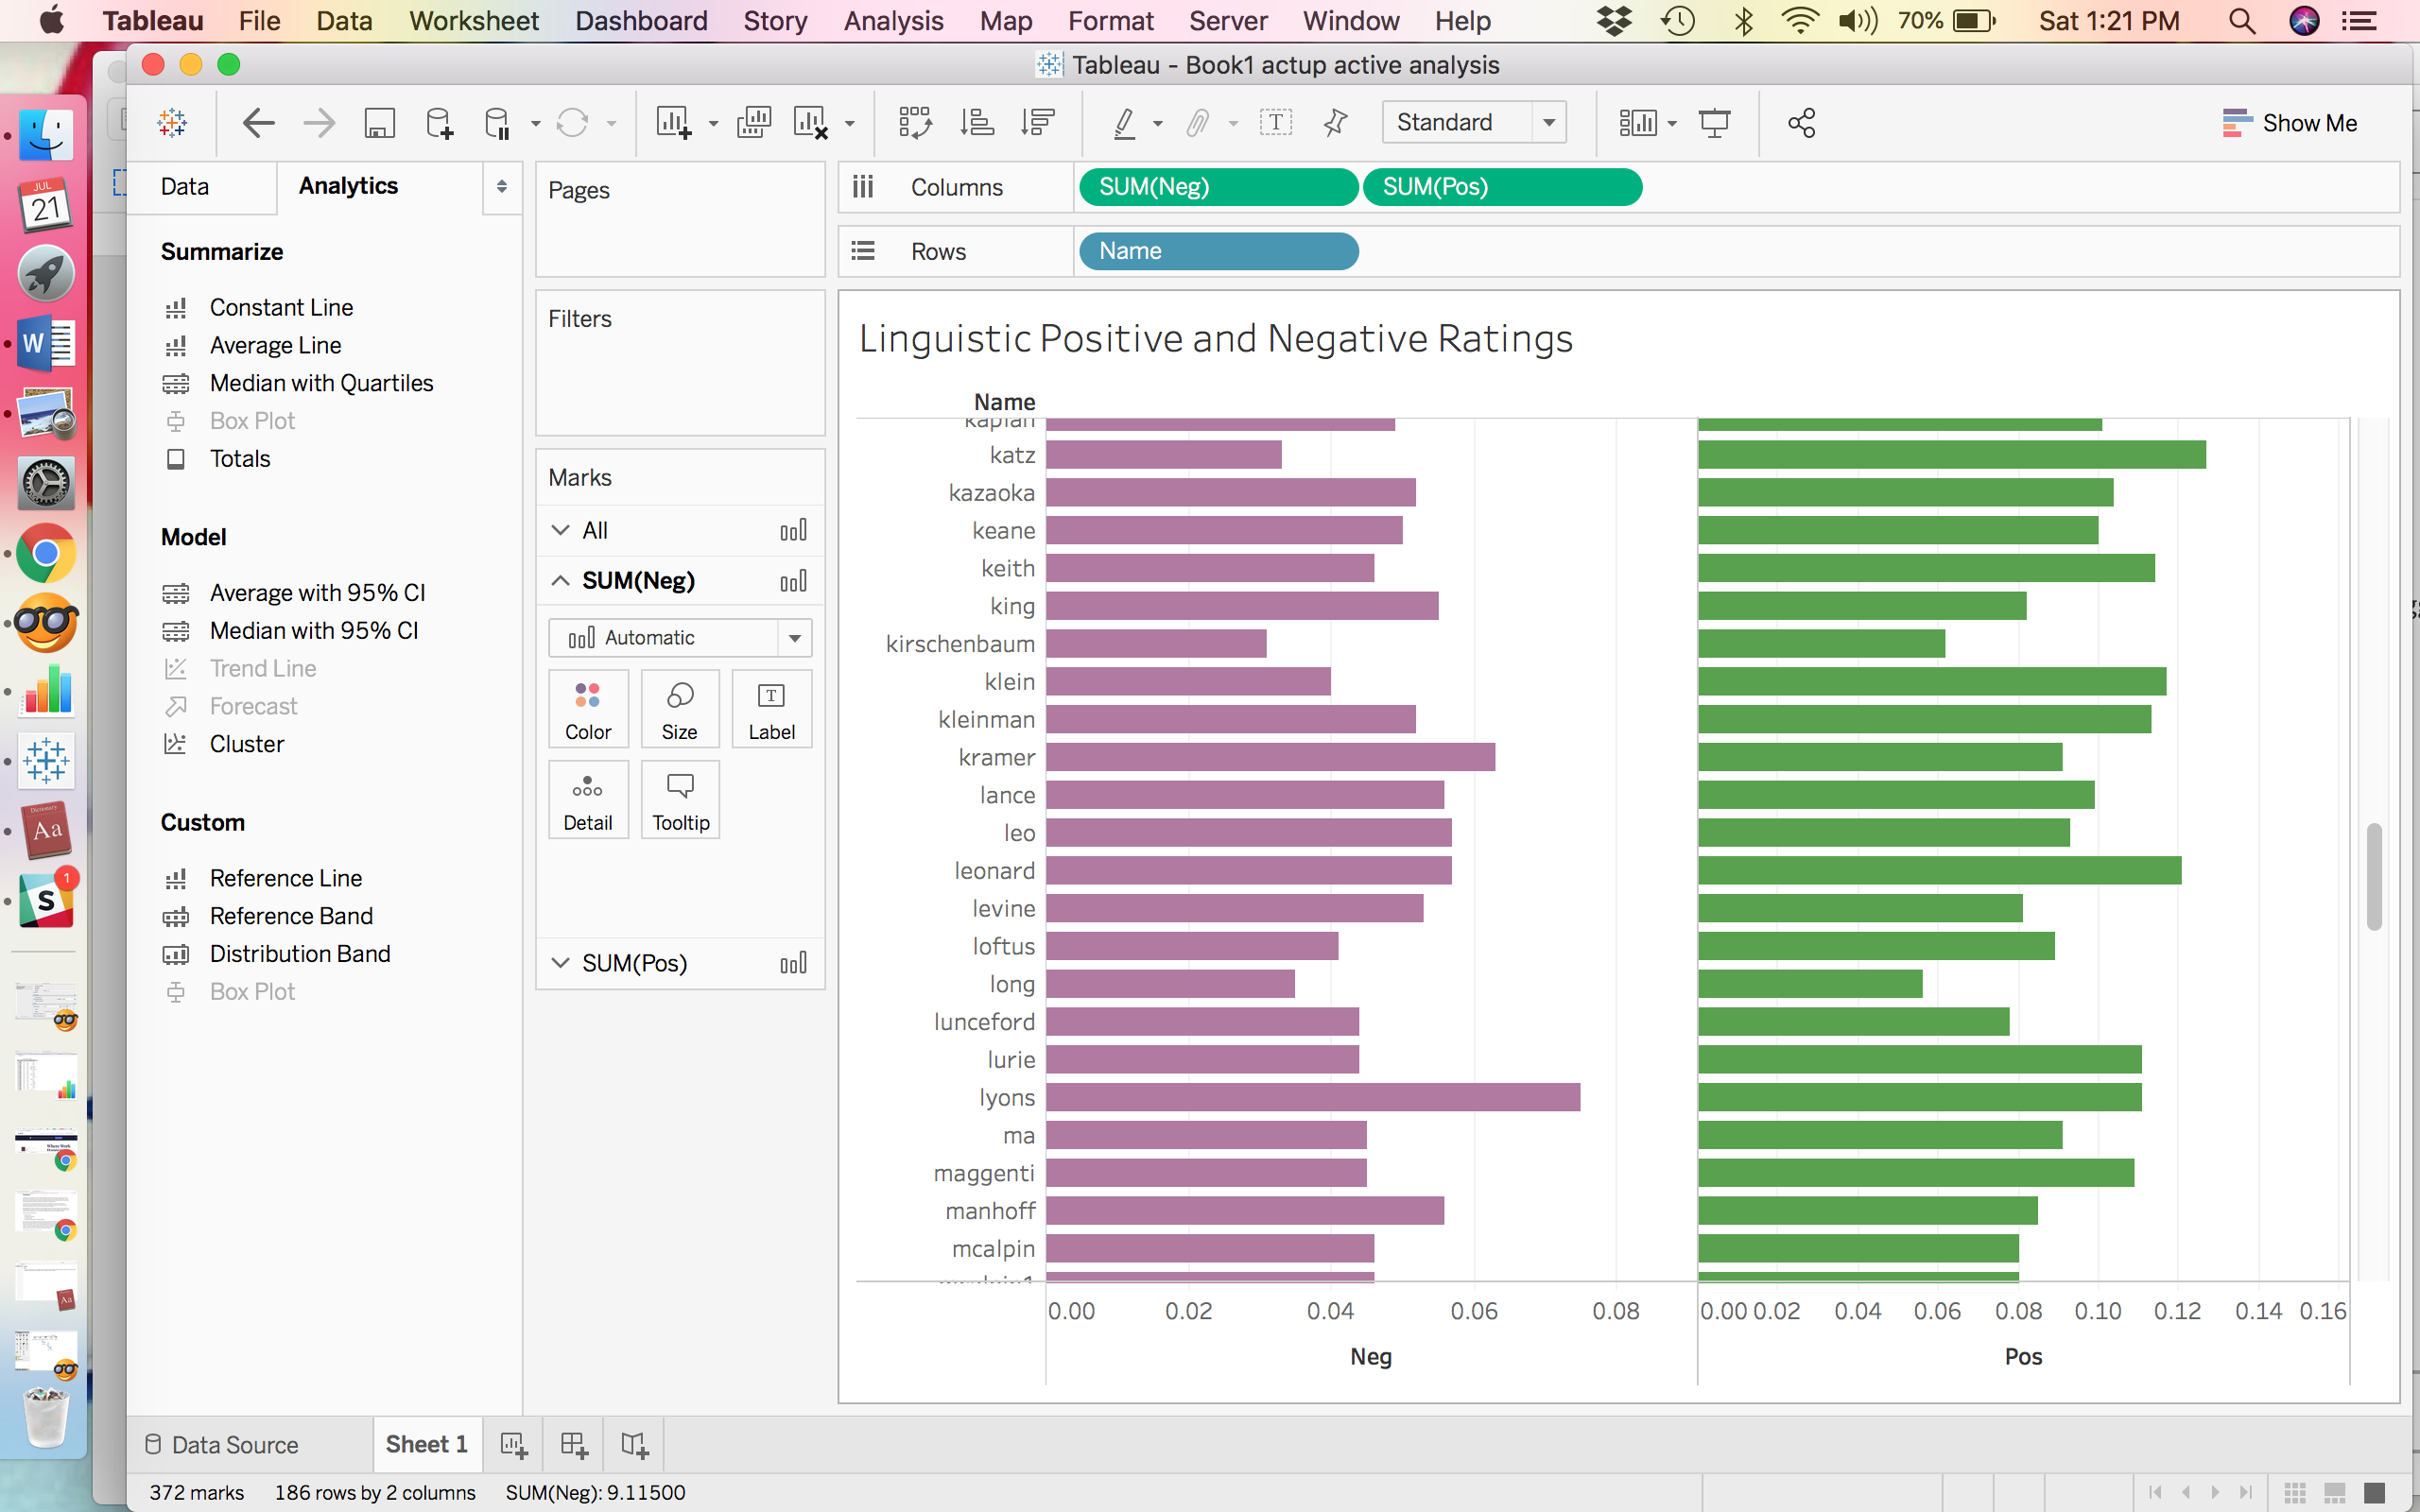 Tableau File Data Worksheet Dashboard Story Analysis Map Format Server Window Help 70% Sat 1:21 PM
Tableau - Book1 actup active analysis
Standard Show Me
JUL
21
W
Dictionary
Aa
S
1
Data Analytics
Summarize
Constant Line
Average Line
Median with Quartiles
Box Plot
Totals
Model
Average with 95% CI
Median with 95% CI
Trend Line
Forecast
Cluster
Custom
Reference Line
Reference Band
Distribution Band
Box Plot
Pages
Filters
Marks
All
SUM(Neg)
Automatic
Color Size Label
Detail Tooltip
SUM(Pos)
Columns SUM(Neg) SUM(Pos)
Rows Name
Linguistic Positive and Negative Ratings
Name
kaplan
katz
kazaoka
keane
keith
king
kirschenbaum
klein
kleinman
kramer
lance
leo
leonard
levine
loftus
long
lunceford
lurie
lyons
ma
maggenti
manhoff
mcalpin
0.00 0.02 0.04 0.06 0.08 0.00 0.02 0.04 0.06 0.08 0.10 0.12 0.14 0.16
Neg Pos
Data Source Sheet 1
372 marks 186 rows by 2 columns SUM(Neg): 9.11500